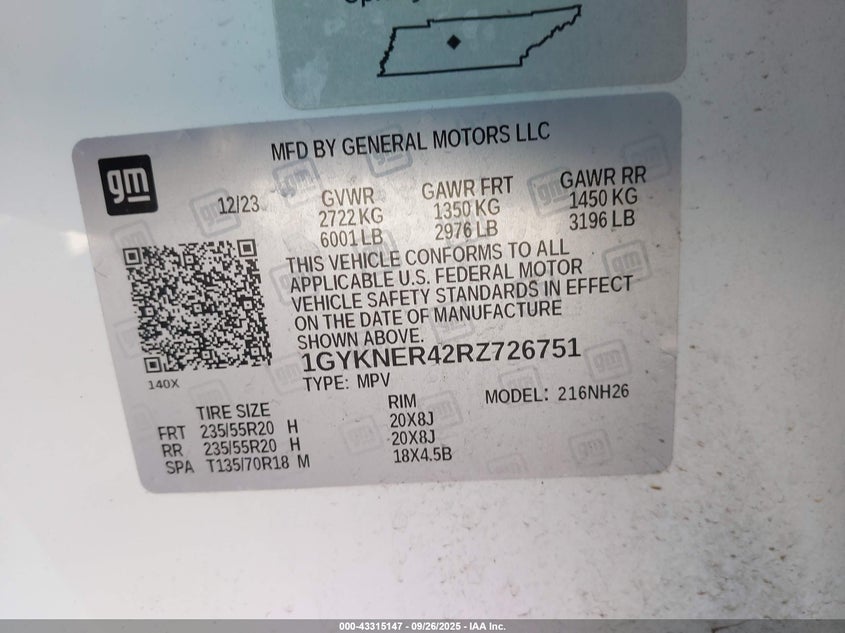 MFD BY GENERAL MOTORS LLC
gm
12/23
GVWR
2722 KG
6001 LB
GAWR FRT
1350 KG
2976 LB
GAWR RR
1450 KG
3196 LB
THIS VEHICLE CONFORMS TO ALL
APPLICABLE U.S. FEDERAL MOTOR
VEHICLE SAFETY STANDARDS IN EFFECT
ON THE DATE OF MANUFACTURE
SHOWN ABOVE.
1GYKNER42RZ726751
140X
TYPE: MPV
MODEL: 216NH26
TIRE SIZE
RIM
FRT 235/55R20 H 20X8J
RR 235/55R20 H 20X8J
SPA T135/70R18 M 18X4.5B
000-43315147 - 09/26/2025 - IAA Inc.